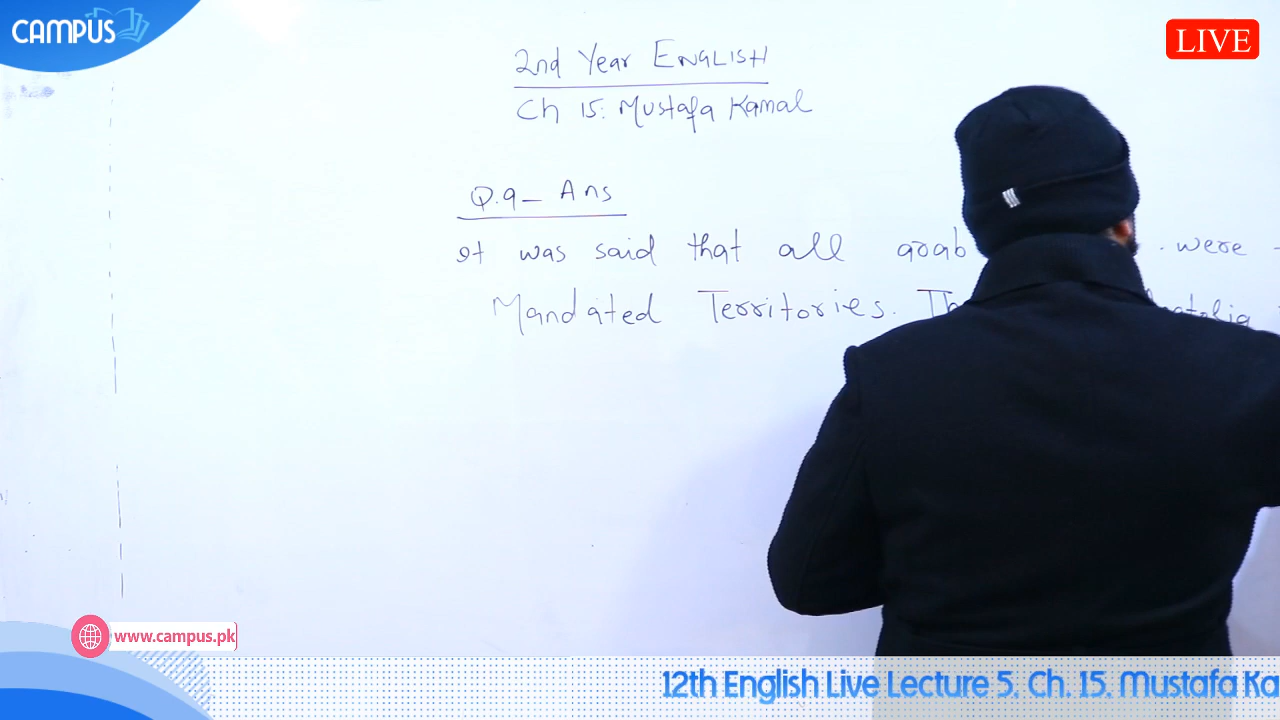 CAMPUS
LIVE
2nd Year ENGLISH
Ch 15: Mustafa Kamal
Q.9- Ans
It was said that all arab were
Mandated Territories.
www.campus.pk
12th English Live Lecture 5, Ch. 15, Mustafa Ka